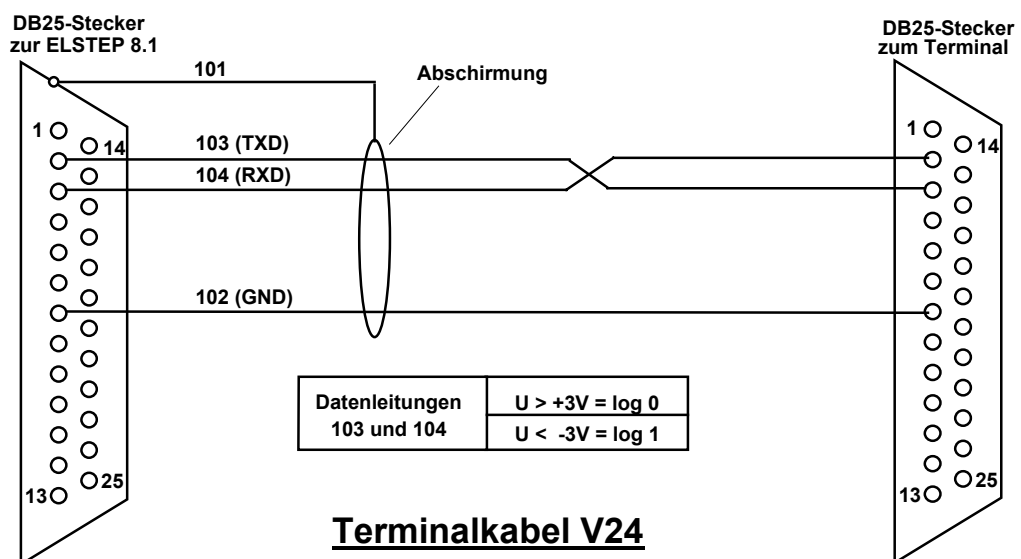 DB25-Stecker
zur ELSTEP 8.1
DB25-Stecker
zum Terminal
101
Abschirmung
1
14
103 (TXD)
104 (RXD)
1
14
102 (GND)
Datenleitungen
103 und 104
U > +3V = log 0
U < -3V = log 1
25
13
25
13
Terminalkabel V24